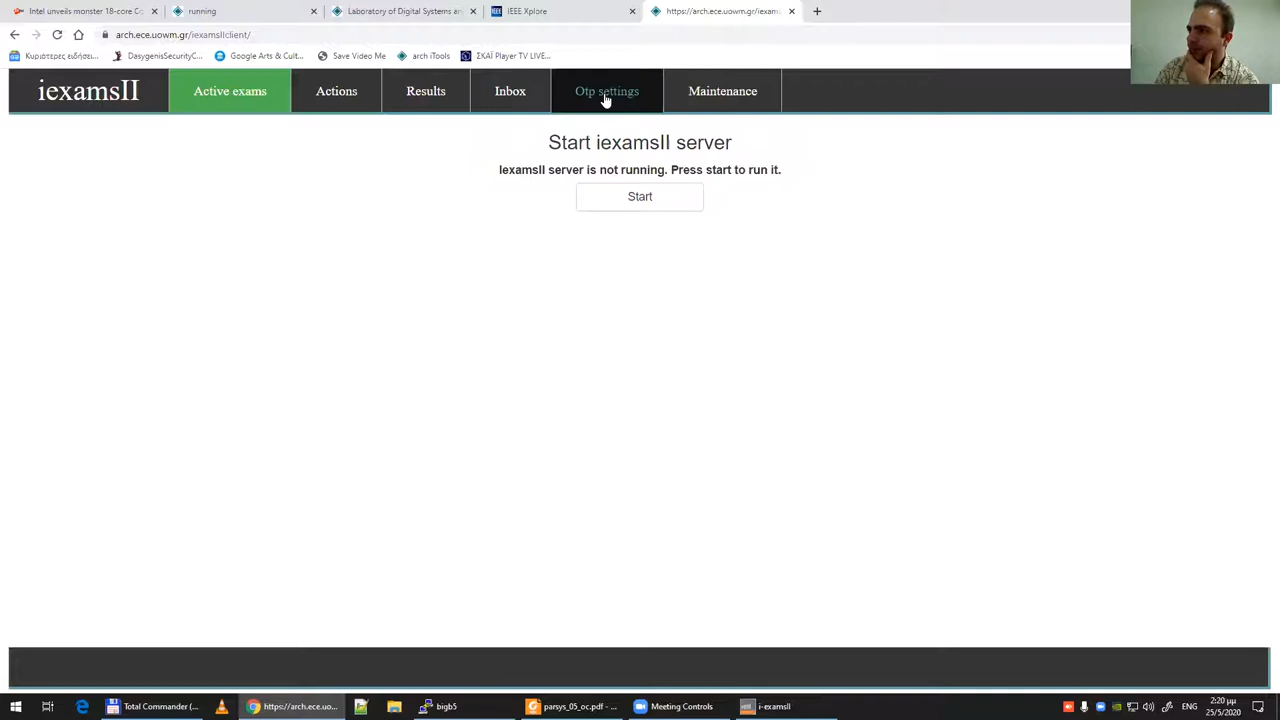 Intel unveils monster 18-core Co
running
Laboratory of Digital Systems an
IEEE Xplore
https://arch.ece.uowm.gr/iexams
arch.ece.uowm.gr/iexamsIIclient/
Κυριότερες ειδήσει...
DasygenisSecurityC...
Google Arts & Cult...
Save Video Me
arch iTools
ΣΚΑΪ Player TV LIVE...
iexamsII
Active exams
Actions
Results
Inbox
Otp settings
Maintenance
Start iexamsII server
IexamsII server is not running. Press start to run it.
Start
Total Commander (...
https://arch.ece.uo...
bigb5
parsys_05_oc.pdf - ...
Meeting Controls
i-examsII
ENG
2:20 μμ
25/5/2020